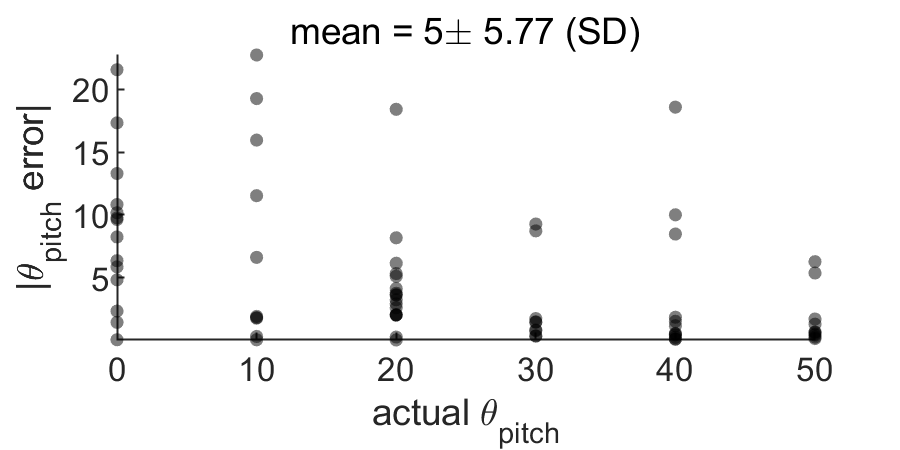 mean = 5± 5.77 (SD)
|θpitch error|
20
15
10
5
0 10 20 30 40 50
actual θpitch